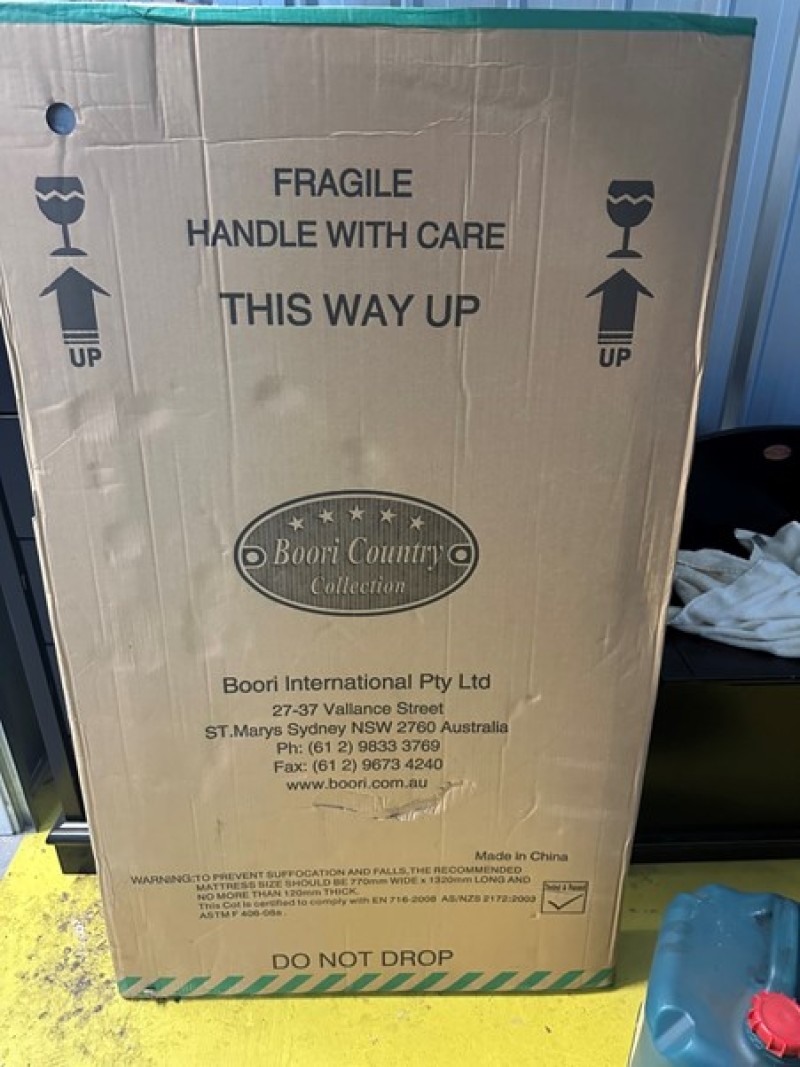 FRAGILE
HANDLE WITH CARE
THIS WAY UP
UP
UP
Boori Country
Collection
Boori International Pty Ltd
27-37 Vallance Street
ST.Marys Sydney NSW 2760 Australia
Ph: (61 2) 9833 3769
Fax: (61 2) 9673 4240
www.boori.com.au
Made in China
WARNING:TO PREVENT SUFFOCATION AND FALLS,THE RECOMMENDED
MATTRESS SIZE SHOULD BE 770mm WIDE x 1320mm LONG AND
NO MORE THAN 120mm THICK.
This Cot is certified to comply with EN 716-2008 AS/NZS 2172:2003
ASTM F 406-08a.
Tested & Passed
DO NOT DROP